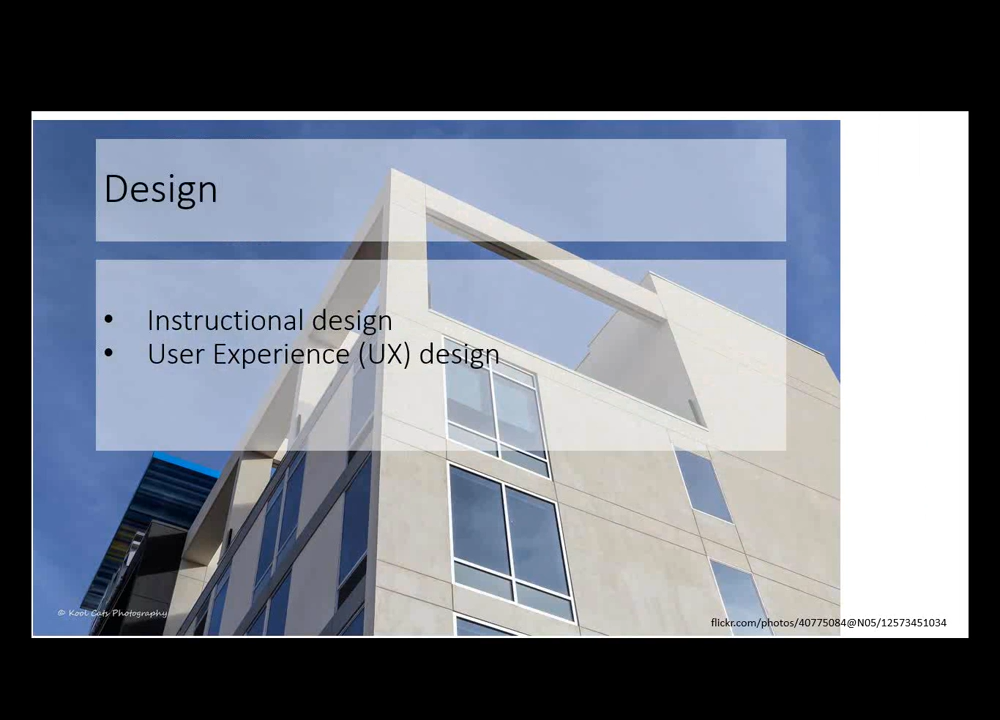 Design
• Instructional design
• User Experience (UX) design
© Kool Cats Photography
flickr.com/photos/40775084@N05/12573451034